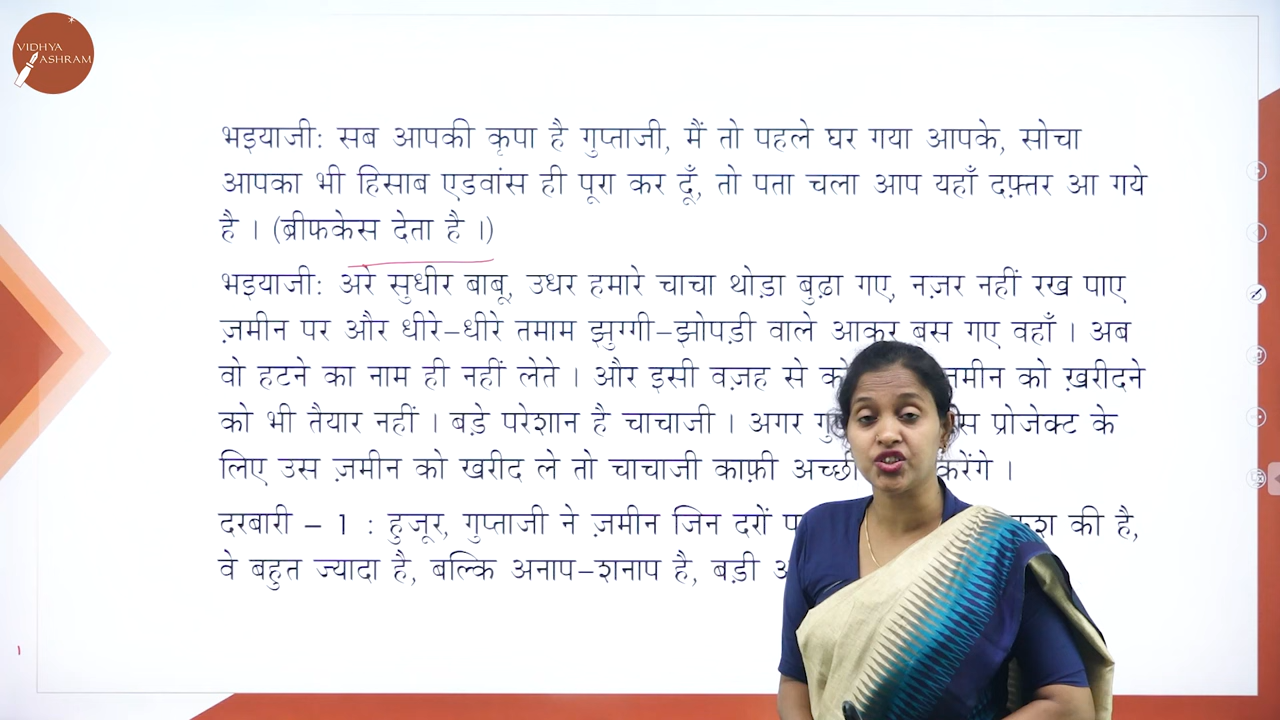 VIDHYA
ASHRAM
भइयाजी: सब आपकी कृपा है गुप्ताजी, मैं तो पहले घर गया आपके, सोचा
आपका भी हिसाब एडवांस ही पूरा कर दूँ, तो पता चला आप यहाँ दफ़्तर आ गये
है । (ब्रीफकेस देता है ।)
भइयाजी: अरे सुधीर बाबू, उधर हमारे चाचा थोड़ा बुढ़ा गए, नज़र नहीं रख पाए
ज़मीन पर और धीरे-धीरे तमाम झुग्गी-झोपड़ी वाले आकर बस गए वहाँ । अब
वो हटने का नाम ही नहीं लेते । और इसी वज़ह से ज़मीन को ख़रीदने
को भी तैयार नहीं । बड़े परेशान है चाचाजी । अगर प्रोजेक्ट के
लिए उस ज़मीन को खरीद ले तो चाचाजी काफ़ी करेंगे ।
दरबारी - 1 : हुजूर, गुप्ताजी ने ज़मीन जिन दरों की है,
वे बहुत ज्यादा है, बल्कि अनाप-शनाप है, बड़ी
१